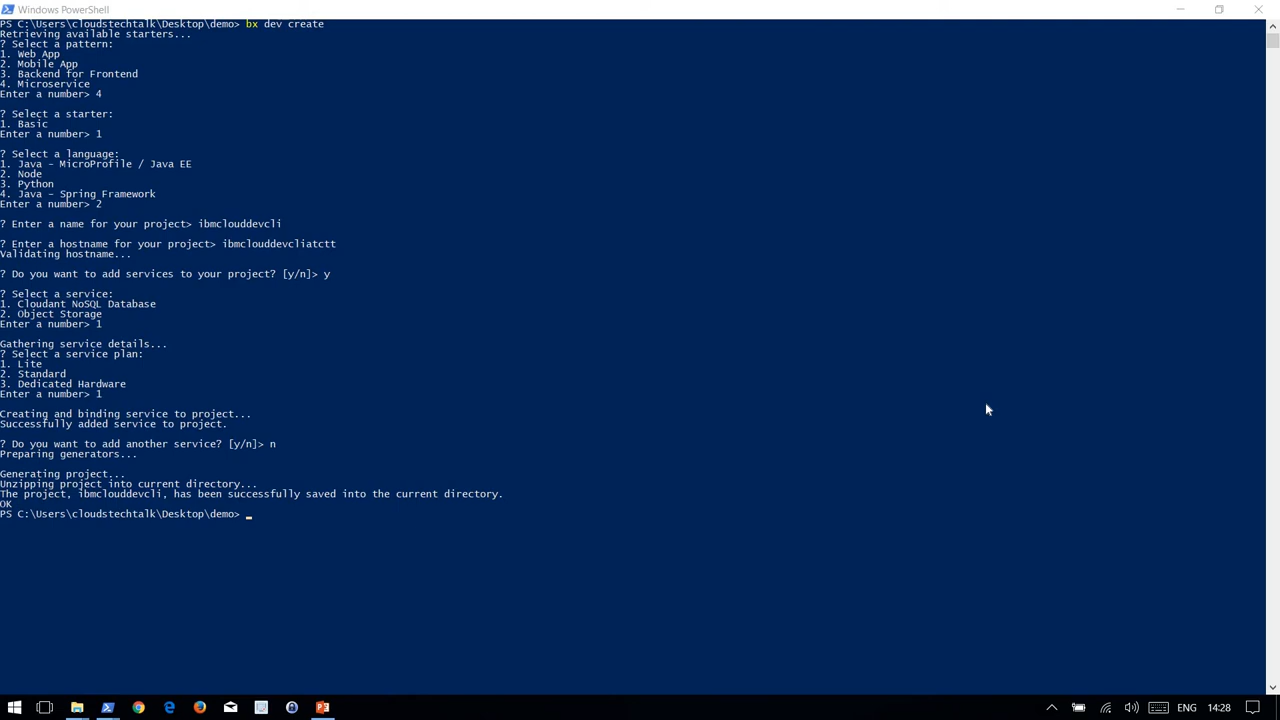 Windows PowerShell
PS C:\Users\cloudstechtalk\Desktop\demo> bx dev create
Retrieving available starters...
? Select a pattern:
1. Web App
2. Mobile App
3. Backend for Frontend
4. Microservice
Enter a number> 4
? Select a starter:
1. Basic
Enter a number> 1
? Select a language:
1. Java - MicroProfile / Java EE
2. Node
3. Python
4. Java - Spring Framework
Enter a number> 2
? Enter a name for your project> ibmclouddevcli
? Enter a hostname for your project> ibmclouddevcliatctt
Validating hostname...
? Do you want to add services to your project? [y/n]> y
? Select a service:
1. Cloudant NoSQL Database
2. Object Storage
Enter a number> 1
Gathering service details...
? Select a service plan:
1. Lite
2. Standard
3. Dedicated Hardware
Enter a number> 1
Creating and binding service to project...
Successfully added service to project.
? Do you want to add another service? [y/n]> n
Preparing generators...
Generating project...
Unzipping project into current directory...
The project, ibmclouddevcli, has been successfully saved into the current directory.
OK
PS C:\Users\cloudstechtalk\Desktop\demo> _
ENG 14:28